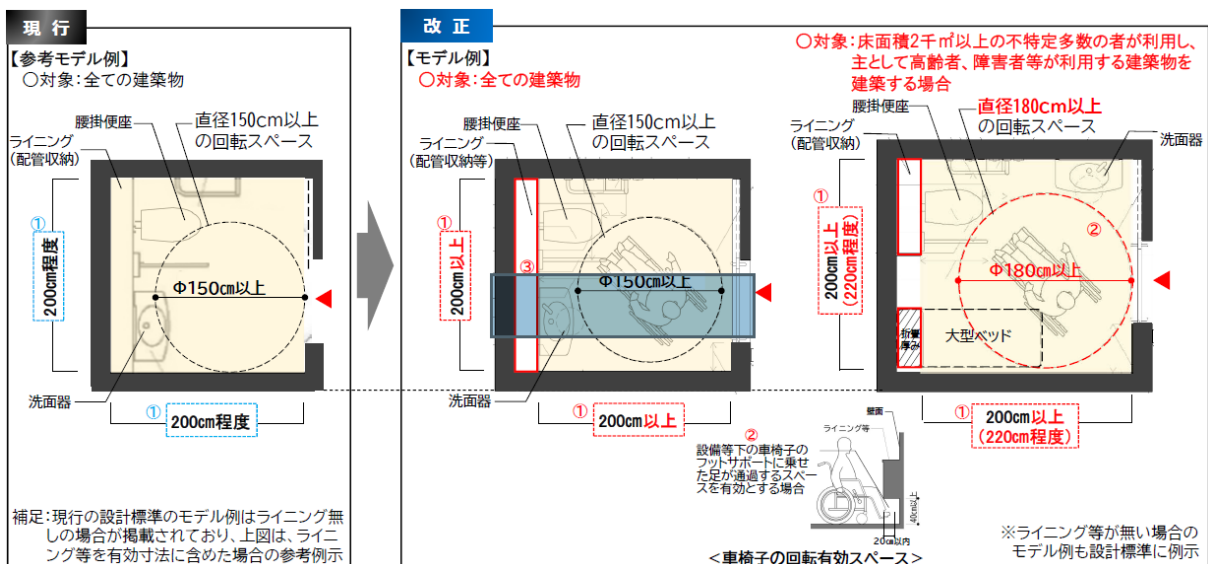 現 行
【参考モデル例】
○対象:全ての建築物
腰掛便座
直径150cm以上
の回転スペース
ライニング
(配管収納)
①
200cm程度
Φ150cm以上
洗面器
①
200cm程度
補足:現行の設計標準のモデル例はライニング無
しの場合が掲載されており、上図は、ライニ
ング等を有効寸法に含めた場合の参考例示
改 正
【モデル例】
○対象:全ての建築物
腰掛便座
直径150cm以上
の回転スペース
ライニング
(配管収納等)
①
200cm以上
③
Φ150cm以上
洗面器
①
200cm以上
○対象:床面積2千㎡以上の不特定多数の者が利用し、
主として高齢者、障害者等が利用する建築物を
建築する場合
腰掛便座
直径180cm以上
の回転スペース
洗面器
ライニング
(配管収納)
①
200cm以上
(220cm程度)
②
Φ180cm以上
折畳
厚み
大型ベッド
①
200cm以上
(220cm程度)
②
設備等下の車椅子の
フットサポートに乗せ
た足が通過するスペー
スを有効とする場合
壁面
ライニング等
40cm以上
20cm以内
<車椅子の回転有効スペース>
※ライニング等が無い場合の
モデル例も設計標準に例示